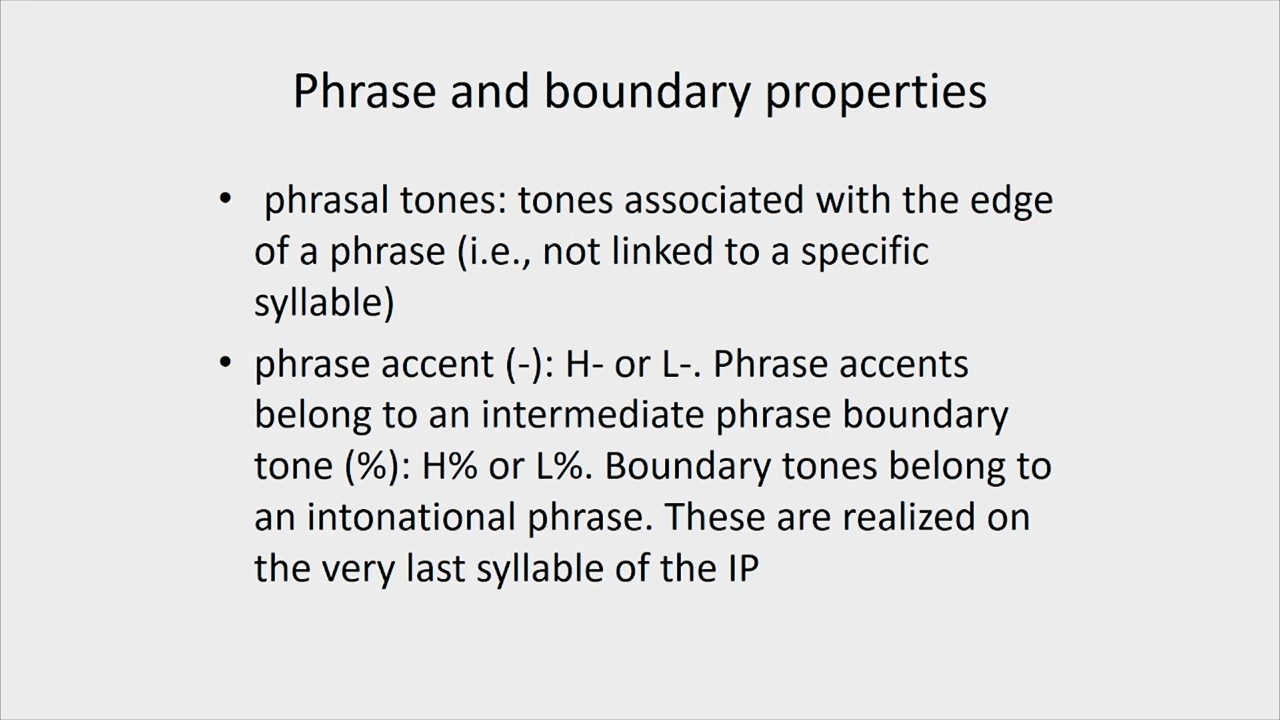 Phrase and boundary properties
• phrasal tones: tones associated with the edge
of a phrase (i.e., not linked to a specific
syllable)
• phrase accent (-): H- or L-. Phrase accents
belong to an intermediate phrase boundary
tone (%): H% or L%. Boundary tones belong to
an intonational phrase. These are realized on
the very last syllable of the IP